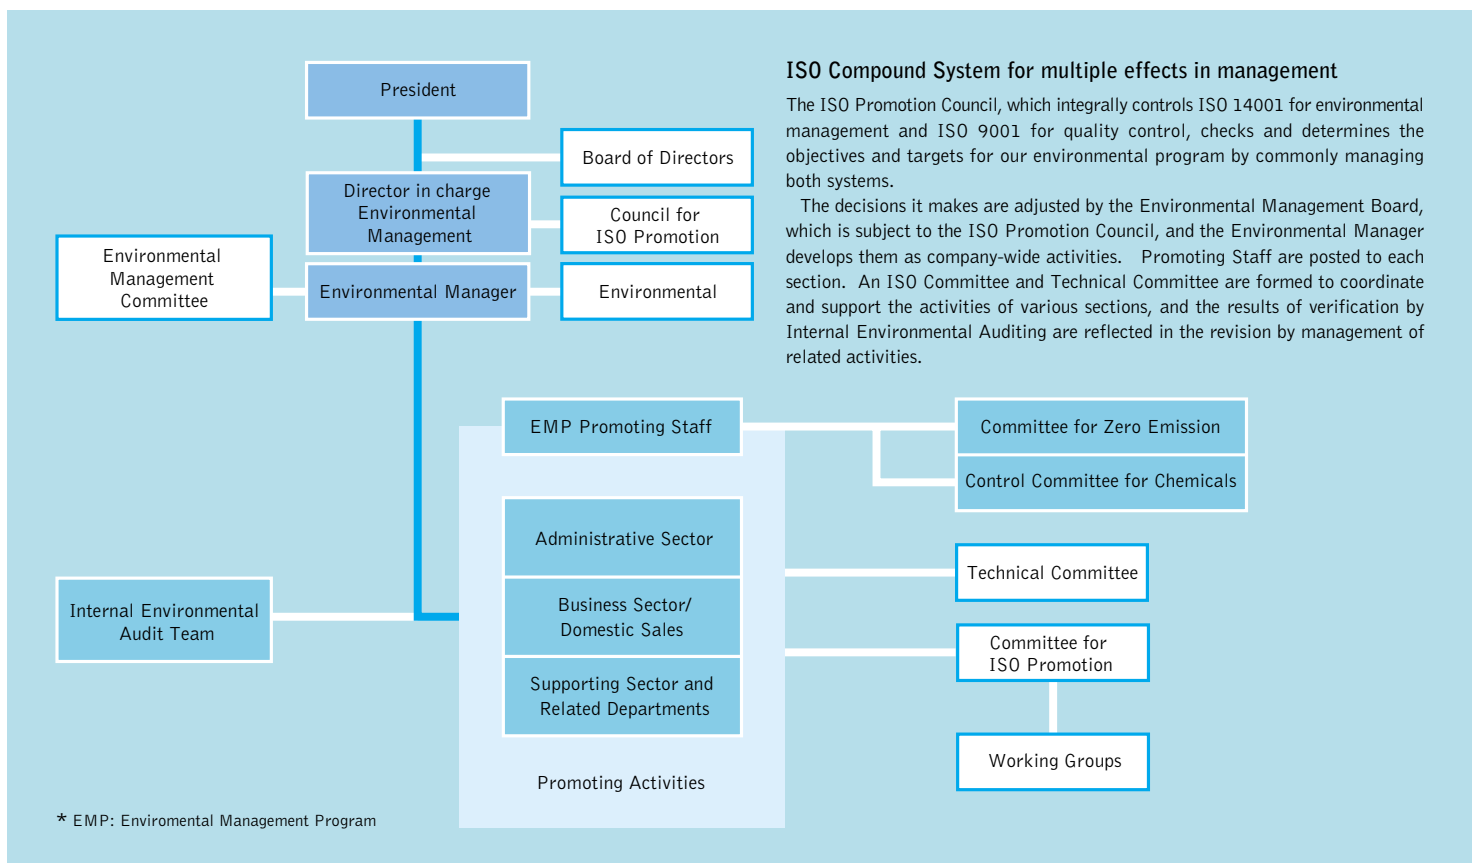 President
Board of Directors
Director in charge
Environmental
Management
Council for
ISO Promotion
Environmental
Management
Committee
Environmental Manager
Environmental
ISO Compound System for multiple effects in management
The ISO Promotion Council, which integrally controls ISO 14001 for environmental
management and ISO 9001 for quality control, checks and determines the
objectives and targets for our environmental program by commonly managing
both systems.
The decisions it makes are adjusted by the Environmental Management Board,
which is subject to the ISO Promotion Council, and the Environmental Manager
develops them as company-wide activities. Promoting Staff are posted to each
section. An ISO Committee and Technical Committee are formed to coordinate
and support the activities of various sections, and the results of verification by
Internal Environmental Auditing are reflected in the revision by management of
related activities.
EMP Promoting Staff
Committee for Zero Emission
Control Committee for Chemicals
Administrative Sector
Technical Committee
Internal Environmental
Audit Team
Business Sector/
Domestic Sales
Committee for
ISO Promotion
Supporting Sector and
Related Departments
Working Groups
Promoting Activities
* EMP: Enviromental Management Program